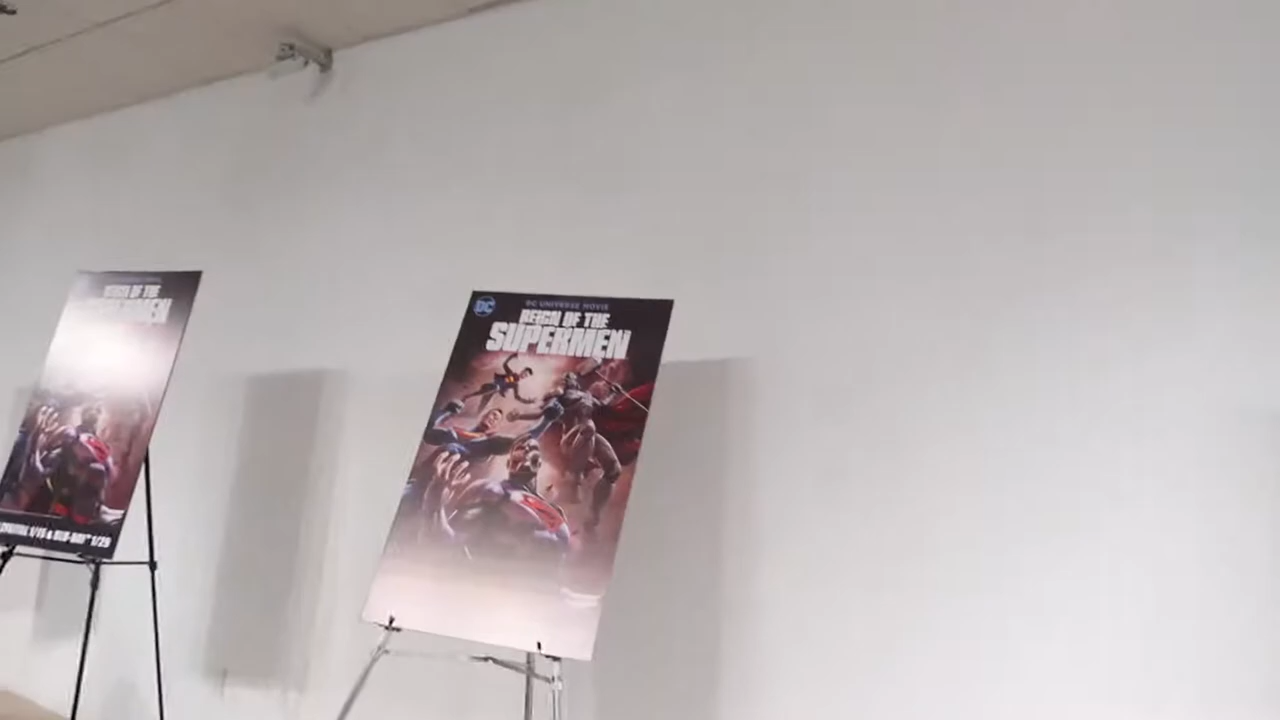 REIGN OF THE
SUPERMEN
DIGITAL 1/15 & BLU-RAY™ 1/29
DC
DC UNIVERSE MOVIE
REIGN OF THE
SUPERMEN